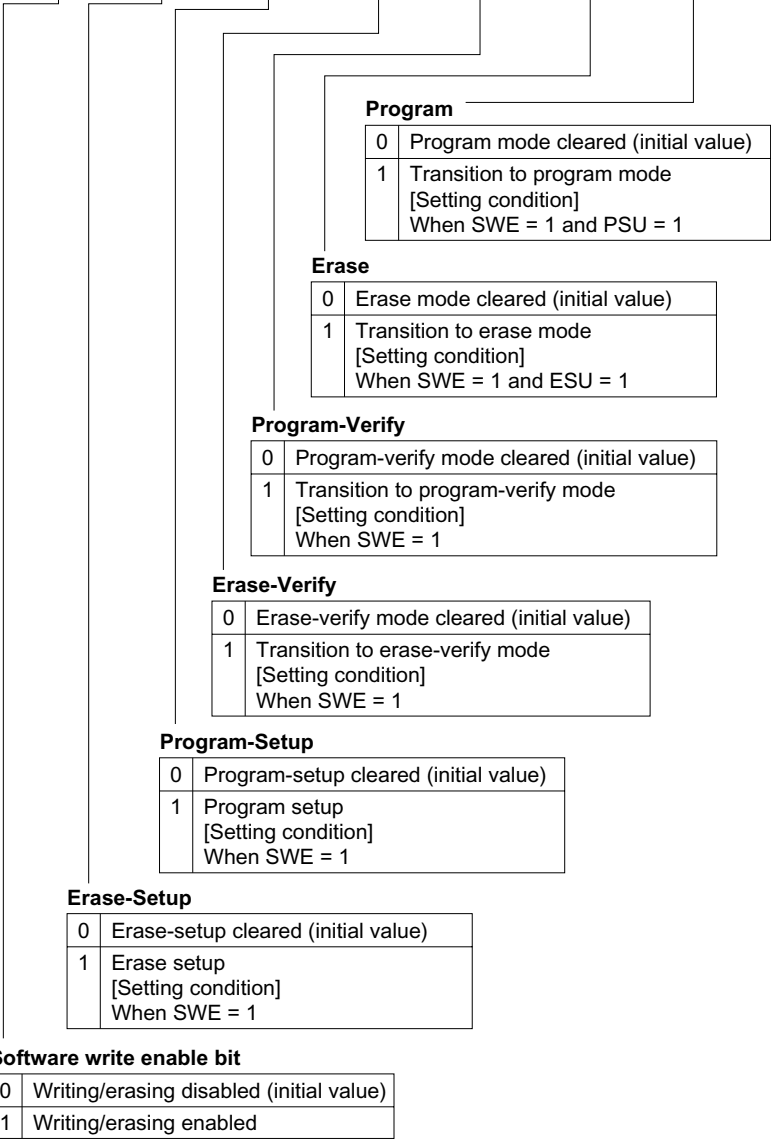 Program
0 Program mode cleared (initial value)
1 Transition to program mode
[Setting condition]
When SWE = 1 and PSU = 1
Erase
0 Erase mode cleared (initial value)
1 Transition to erase mode
[Setting condition]
When SWE = 1 and ESU = 1
Program-Verify
0 Program-verify mode cleared (initial value)
1 Transition to program-verify mode
[Setting condition]
When SWE = 1
Erase-Verify
0 Erase-verify mode cleared (initial value)
1 Transition to erase-verify mode
[Setting condition]
When SWE = 1
Program-Setup
0 Program-setup cleared (initial value)
1 Program setup
[Setting condition]
When SWE = 1
Erase-Setup
0 Erase-setup cleared (initial value)
1 Erase setup
[Setting condition]
When SWE = 1
Software write enable bit
0 Writing/erasing disabled (initial value)
1 Writing/erasing enabled